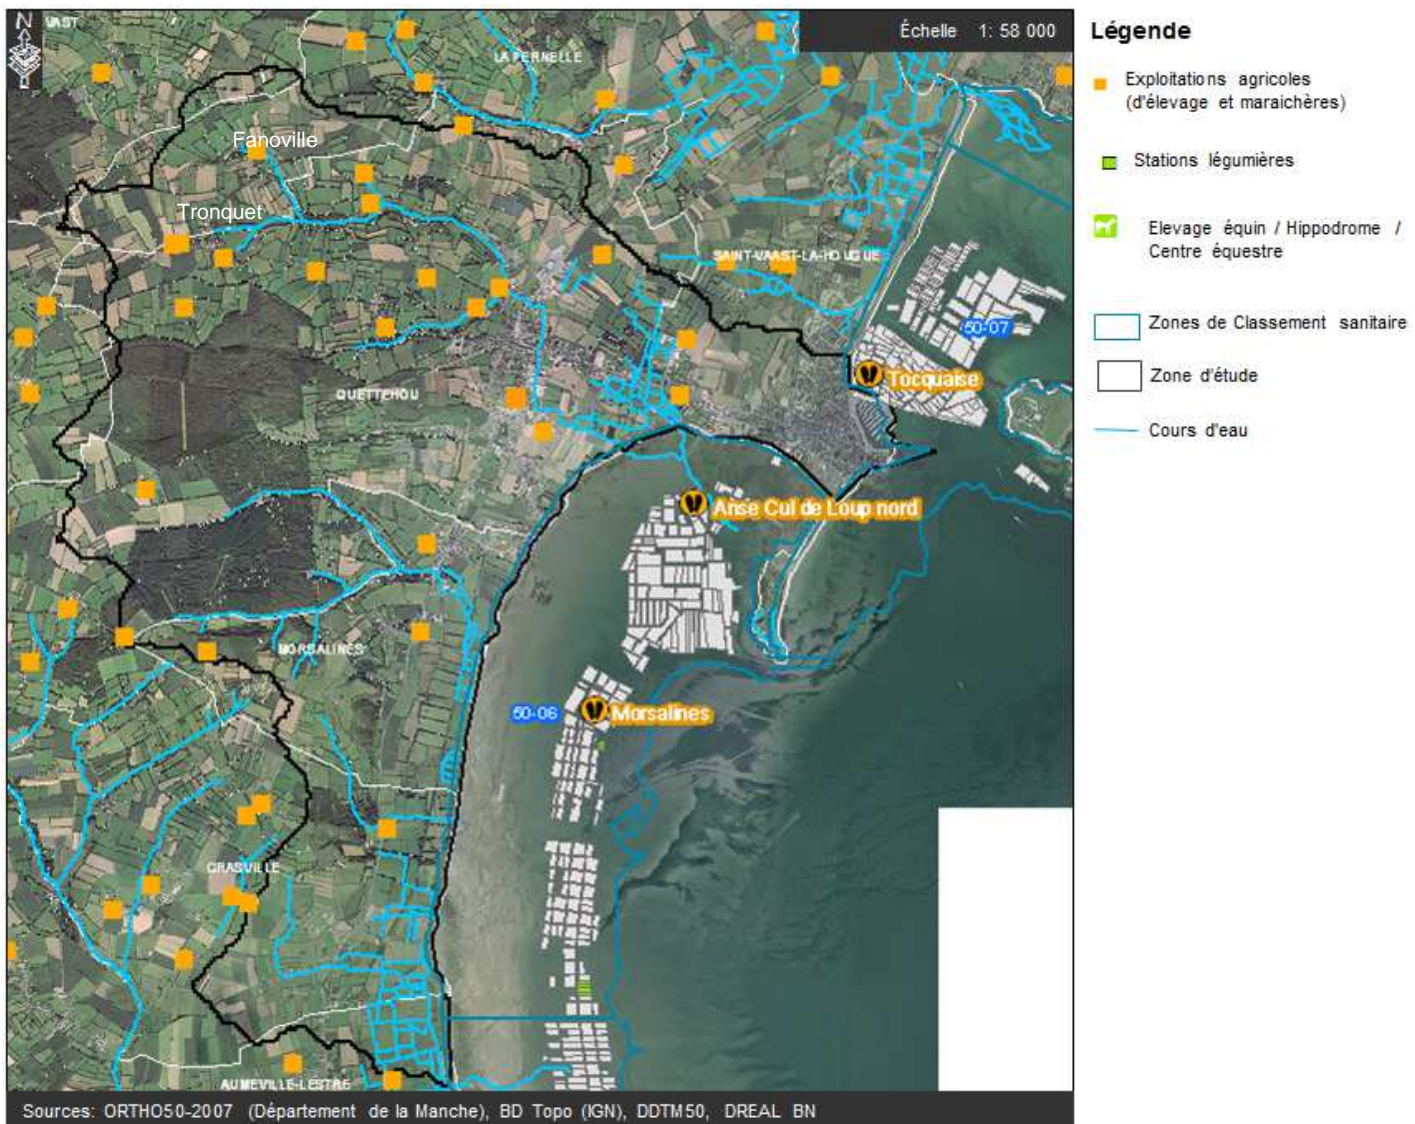 N
VAST
LA PERNELLE
Échelle 1: 58 000
Fanoville
Tronquet
SAINT-VAAST-LA-HOUGUE
50-07
Tocquaise
QUETTEHOU
Anse Cul de Loup nord
MORSALINES
50-06
Morsalines
CRASVILLE
AUMEVILLE-LESTRE
Sources: ORTHO50-2007 (Département de la Manche), BD Topo (IGN), DDTM50, DREAL BN
Légende
Exploitations agricoles
(d'élevage et maraichères)
Stations légumières
Elevage équin / Hippodrome /
Centre équestre
Zones de Classement sanitaire
Zone d'étude
Cours d'eau